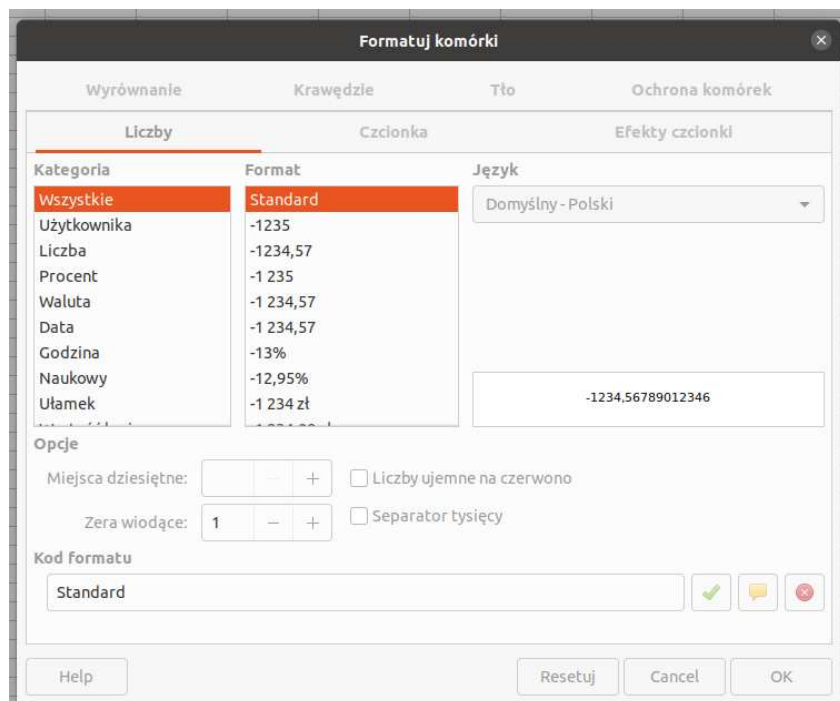 Formatuj komórki
Wyrównanie Krawędzie Tło Ochrona komórek
Liczby Czcionka Efekty czcionki
Kategoria
Wszystkie
Użytkownika
Liczba
Procent
Waluta
Data
Godzina
Naukowy
Ułamek
Format
Standard
-1235
-1234,57
-1 235
-1 234,57
-1 234,57
-13%
-12,95%
-1 234 zł
Język
Domyślny - Polski
-1234,56789012346
Opcje
Miejsca dziesiętne: − +
Zera wiodące: 1 − +
Liczby ujemne na czerwono
Separator tysięcy
Kod formatu
Standard
Help Resetuj Cancel OK